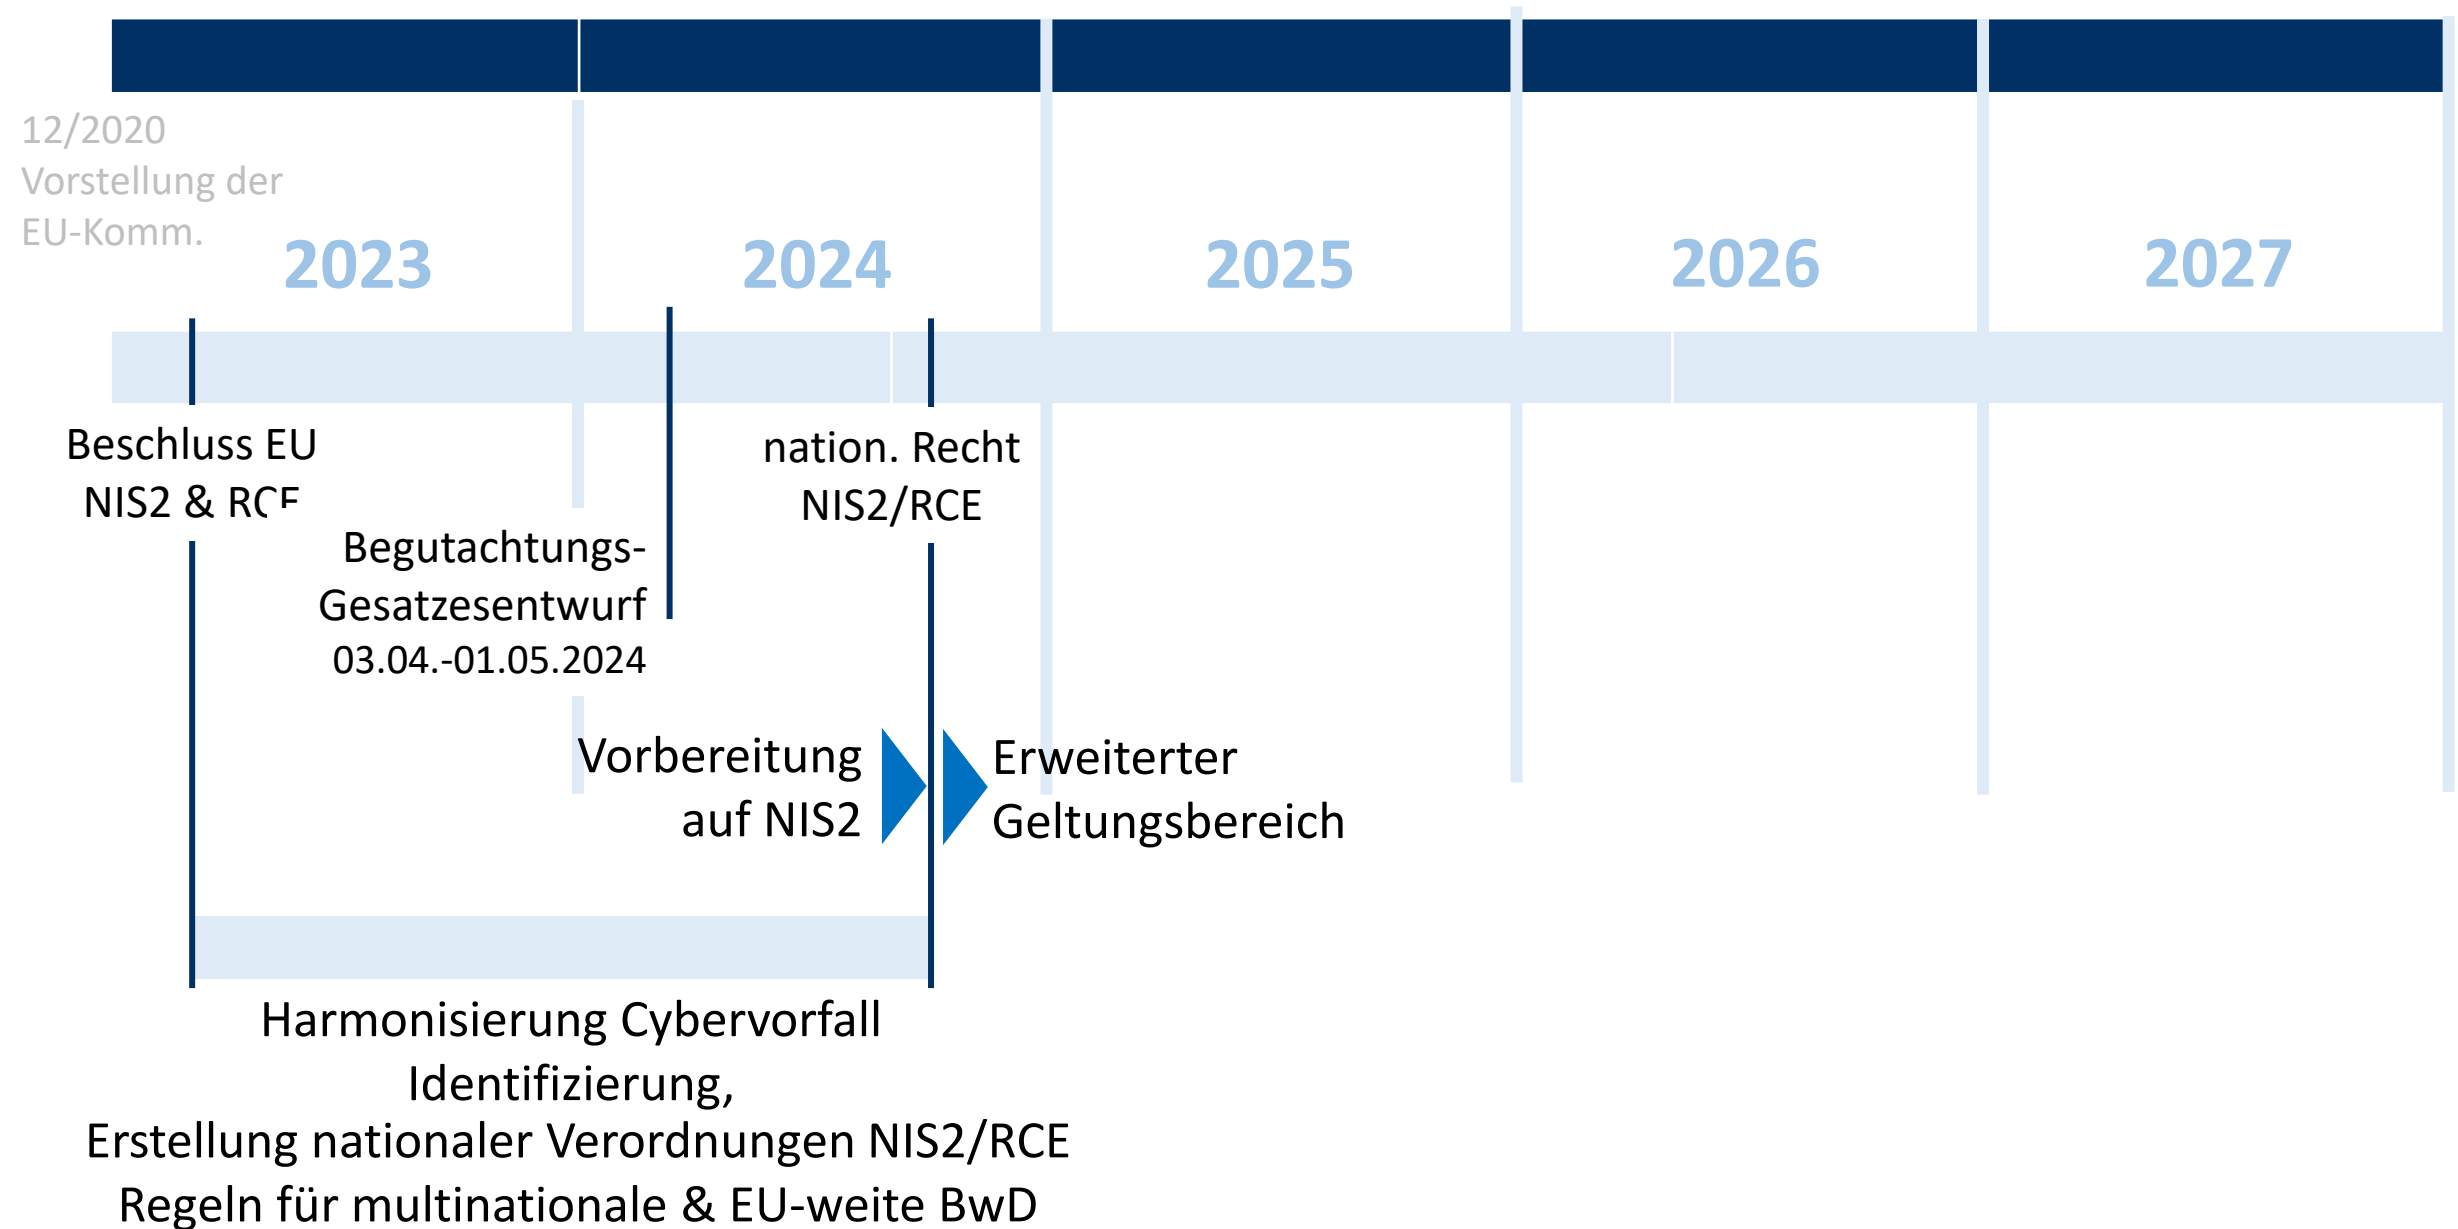 12/2020
Vorstellung der
EU-Komm.
2023
2024
2025
2026
2027
Beschluss EU
NIS2 & RCE
nation. Recht
NIS2/RCE
Begutachtungs-
Gesatzesentwurf
03.04.-01.05.2024
Vorbereitung
auf NIS2
Erweiterter
Geltungsbereich
Harmonisierung Cybervorfall
Identifizierung,
Erstellung nationaler Verordnungen NIS2/RCE
Regeln für multinationale & EU-weite BwD